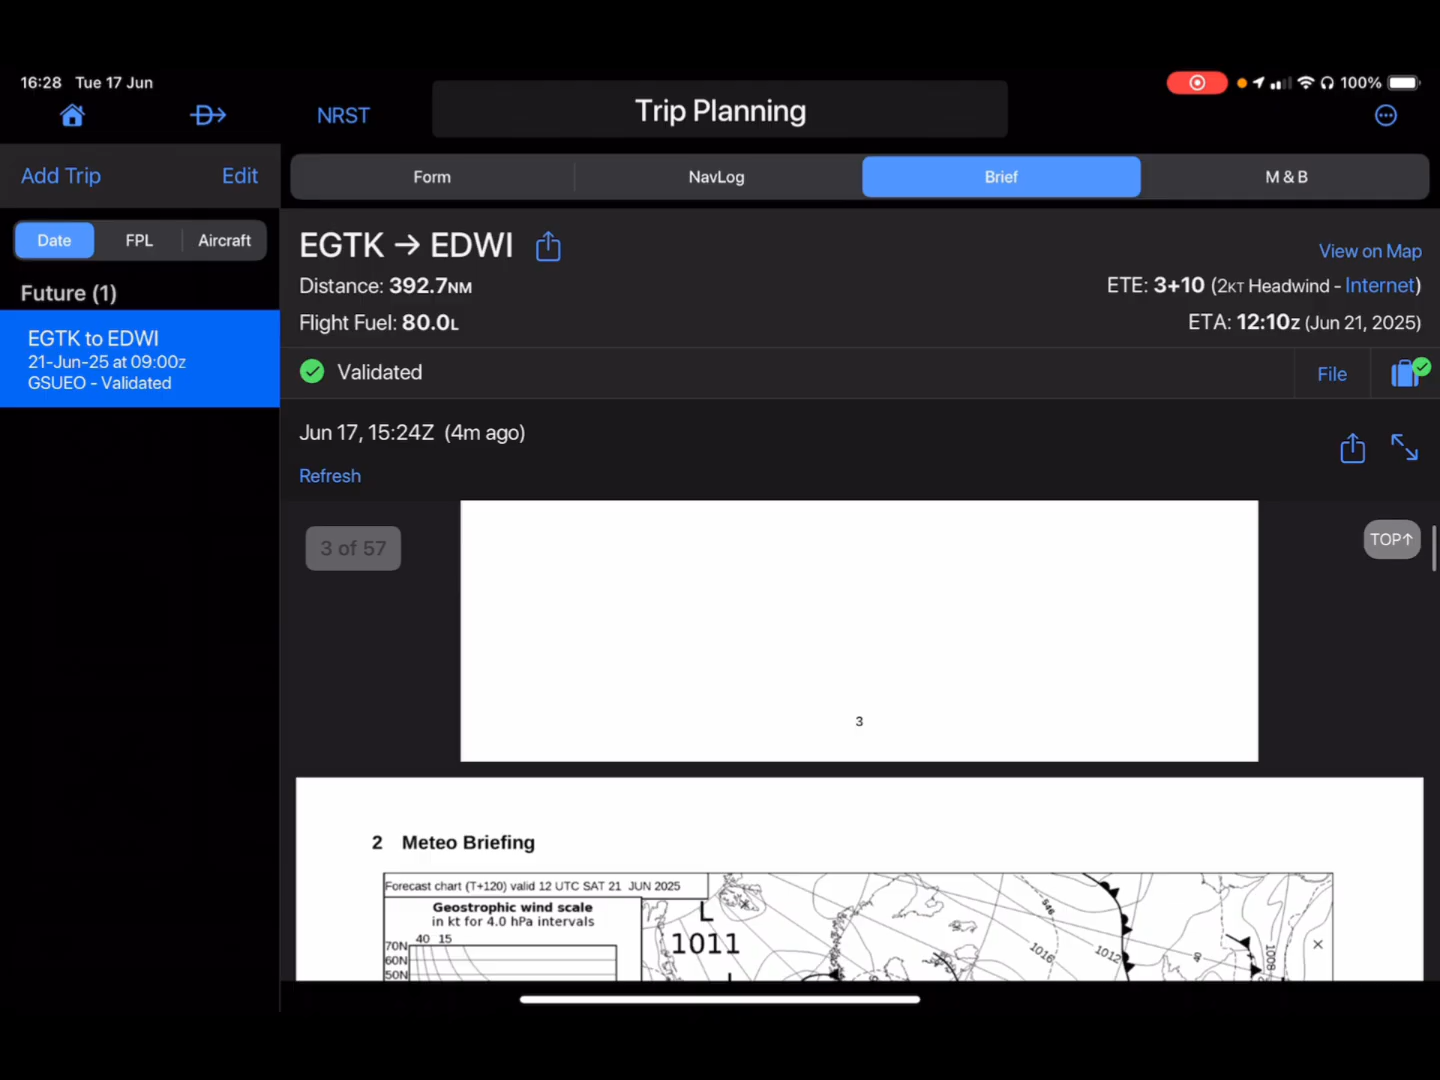 16:28 Tue 17 Jun
100%
NRST
Trip Planning
Add Trip
Edit
Form
NavLog
Brief
M & B
Date
FPL
Aircraft
Future (1)
EGTK to EDWI
21-Jun-25 at 09:00z
GSUEO - Validated
EGTK → EDWI
View on Map
Distance: 392.7NM
ETE: 3+10 (2KT Headwind - Internet)
Flight Fuel: 80.0L
ETA: 12:10z (Jun 21, 2025)
Validated
File
Jun 17, 15:24Z (4m ago)
Refresh
3 of 57
TOP↑
3
2 Meteo Briefing
Forecast chart (T+120) valid 12 UTC SAT 21 JUN 2025
Geostrophic wind scale
in kt for 4.0 hPa intervals
40 15
70N
60N
50N
L
1011
546
1016
1012
1008